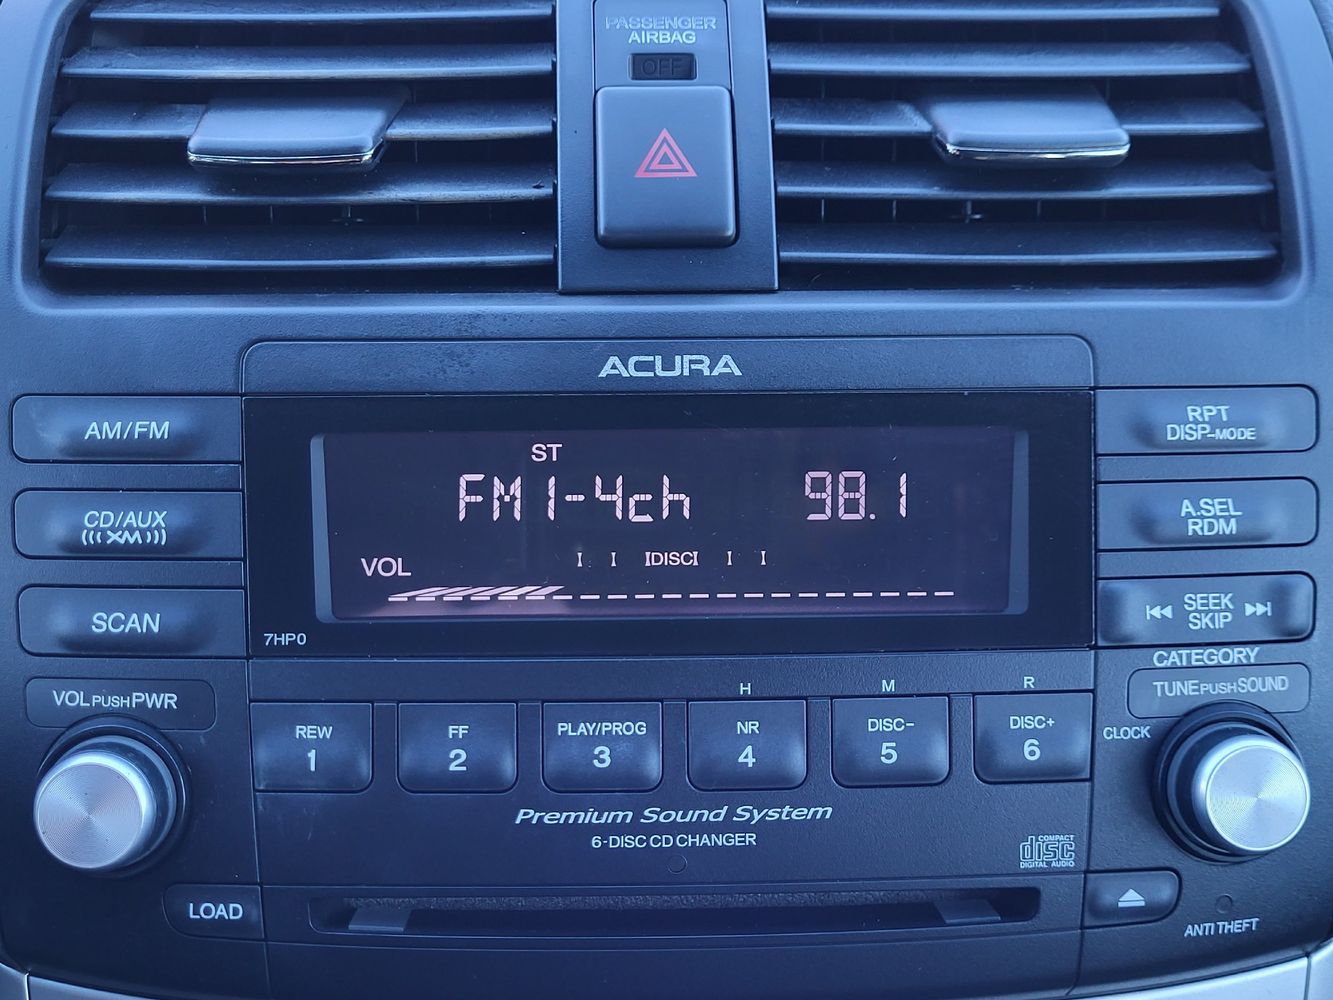 PASSENGER
AIRBAG
OFF
ACURA
AM/FM
CD/AUX
(((XM)))
SCAN
ST
FM1-4ch 98.1
DISC
VOL
7HP0
RPT
DISP-MODE
A.SEL
RDM
SEEK
SKIP
CATEGORY
VOL PUSH PWR
TUNE PUSH SOUND
CLOCK
H M R
REW
1
FF
2
PLAY/PROG
3
NR
4
DISC-
5
DISC+
6
Premium Sound System
6-DISC CD CHANGER
COMPACT
disc
DIGITAL AUDIO
LOAD
ANTI THEFT